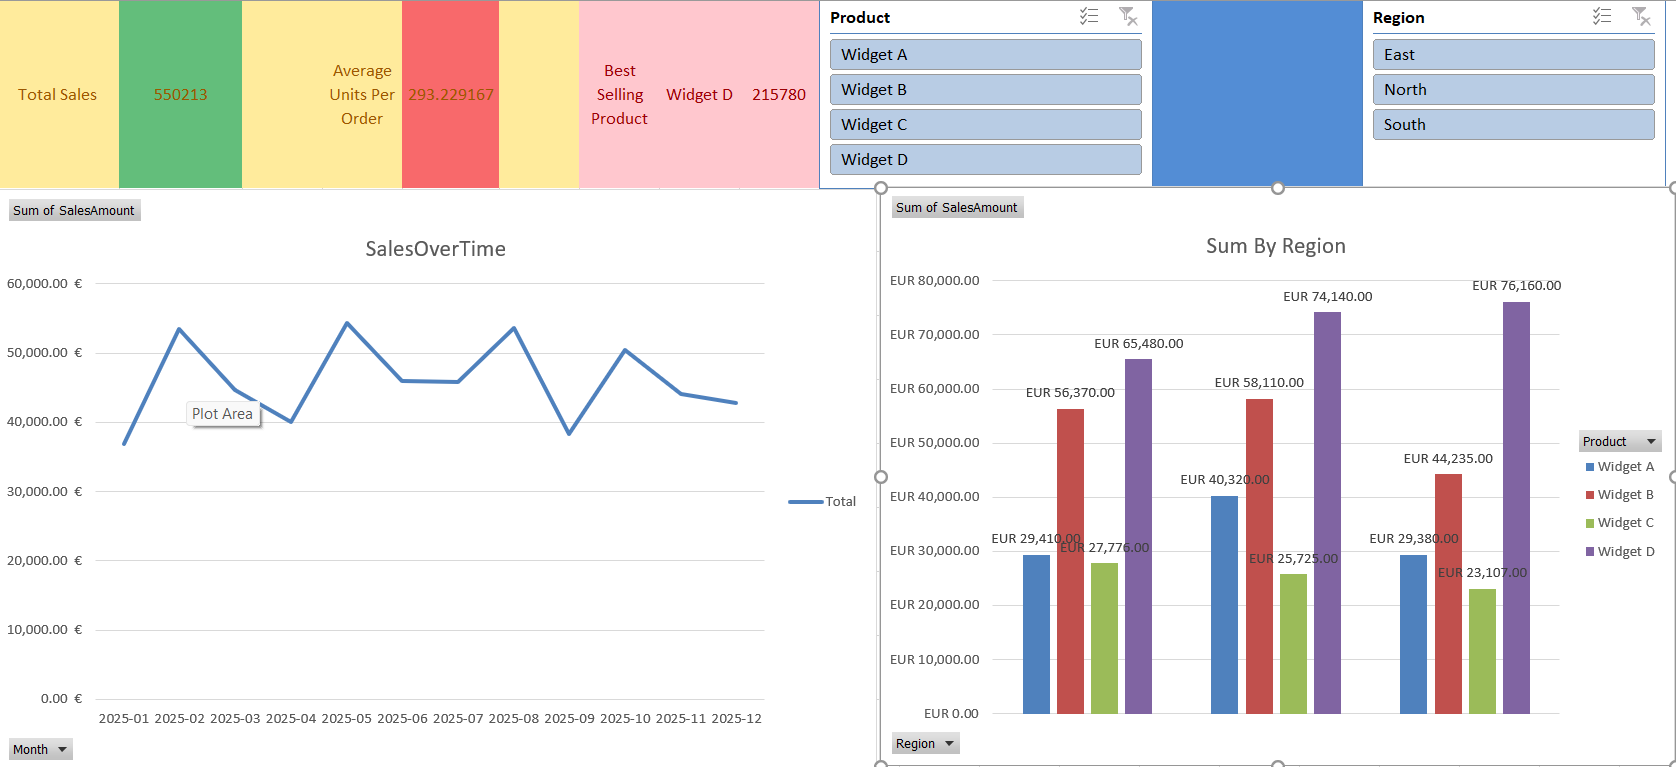 Total Sales
550213
Average
Units Per
Order
293.229167
Best
Selling
Product
Widget D
215780
Product
Widget A
Widget B
Widget C
Widget D
Region
East
North
South
Sum of SalesAmount
SalesOverTime
60,000.00 €
50,000.00 €
40,000.00 €
30,000.00 €
20,000.00 €
10,000.00 €
0.00 €
Plot Area
Total
2025-01 2025-02 2025-03 2025-04 2025-05 2025-06 2025-07 2025-08 2025-09 2025-10 2025-11 2025-12
Month
Sum of SalesAmount
Sum By Region
EUR 80,000.00
EUR 70,000.00
EUR 60,000.00
EUR 50,000.00
EUR 40,000.00
EUR 30,000.00
EUR 20,000.00
EUR 10,000.00
EUR 0.00
EUR 29,410.00
EUR 56,370.00
EUR 27,776.00
EUR 65,480.00
EUR 40,320.00
EUR 58,110.00
EUR 25,725.00
EUR 74,140.00
EUR 29,380.00
EUR 44,235.00
EUR 23,107.00
EUR 76,160.00
Product
Widget A
Widget B
Widget C
Widget D
Region